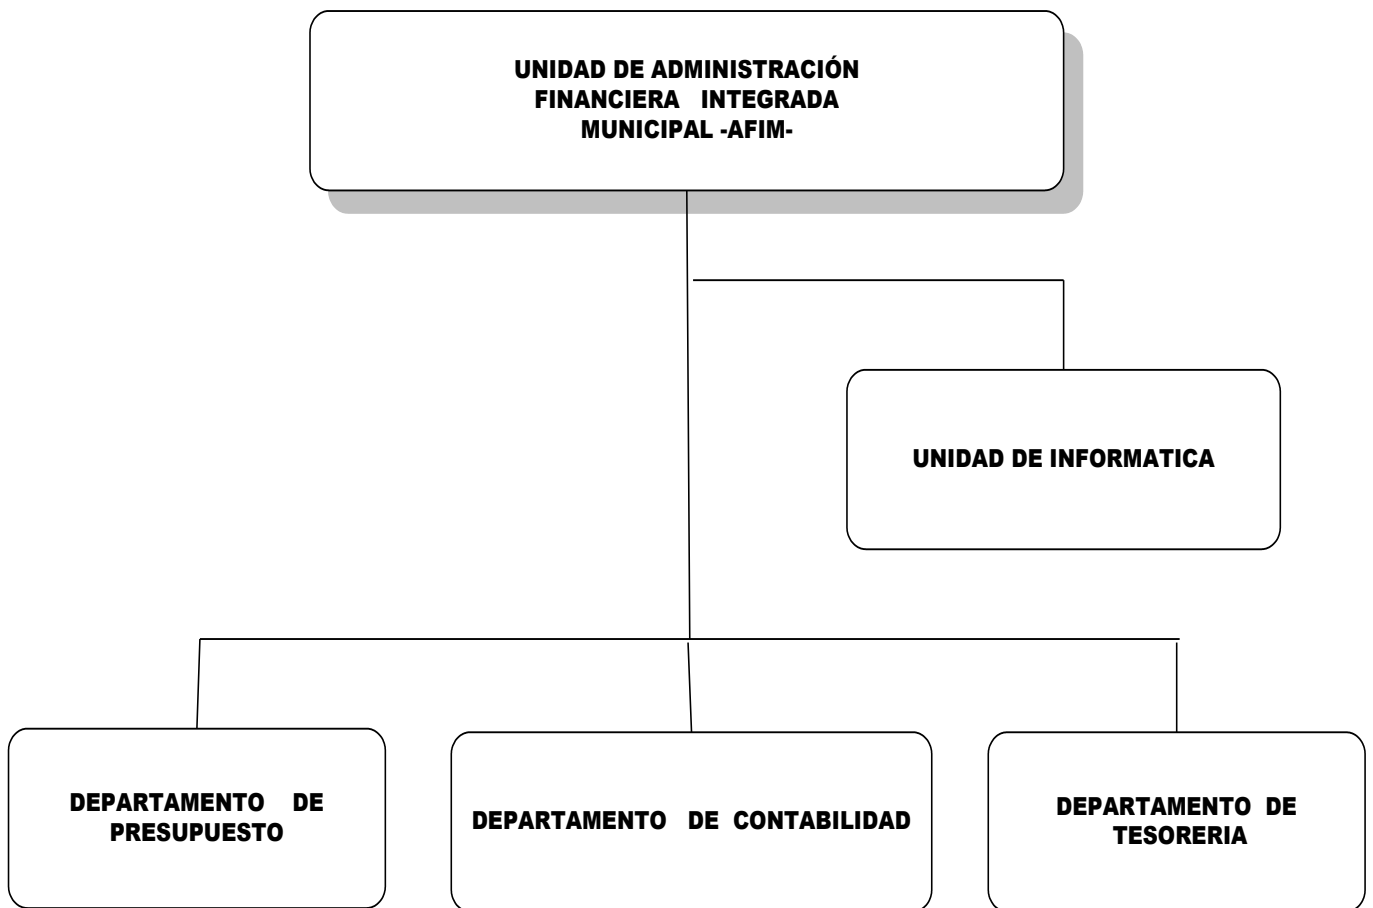 UNIDAD DE ADMINISTRACIÓN
FINANCIERA INTEGRADA
MUNICIPAL -AFIM-
UNIDAD DE INFORMATICA
DEPARTAMENTO DE
PRESUPUESTO
DEPARTAMENTO DE CONTABILIDAD
DEPARTAMENTO DE
TESORERIA